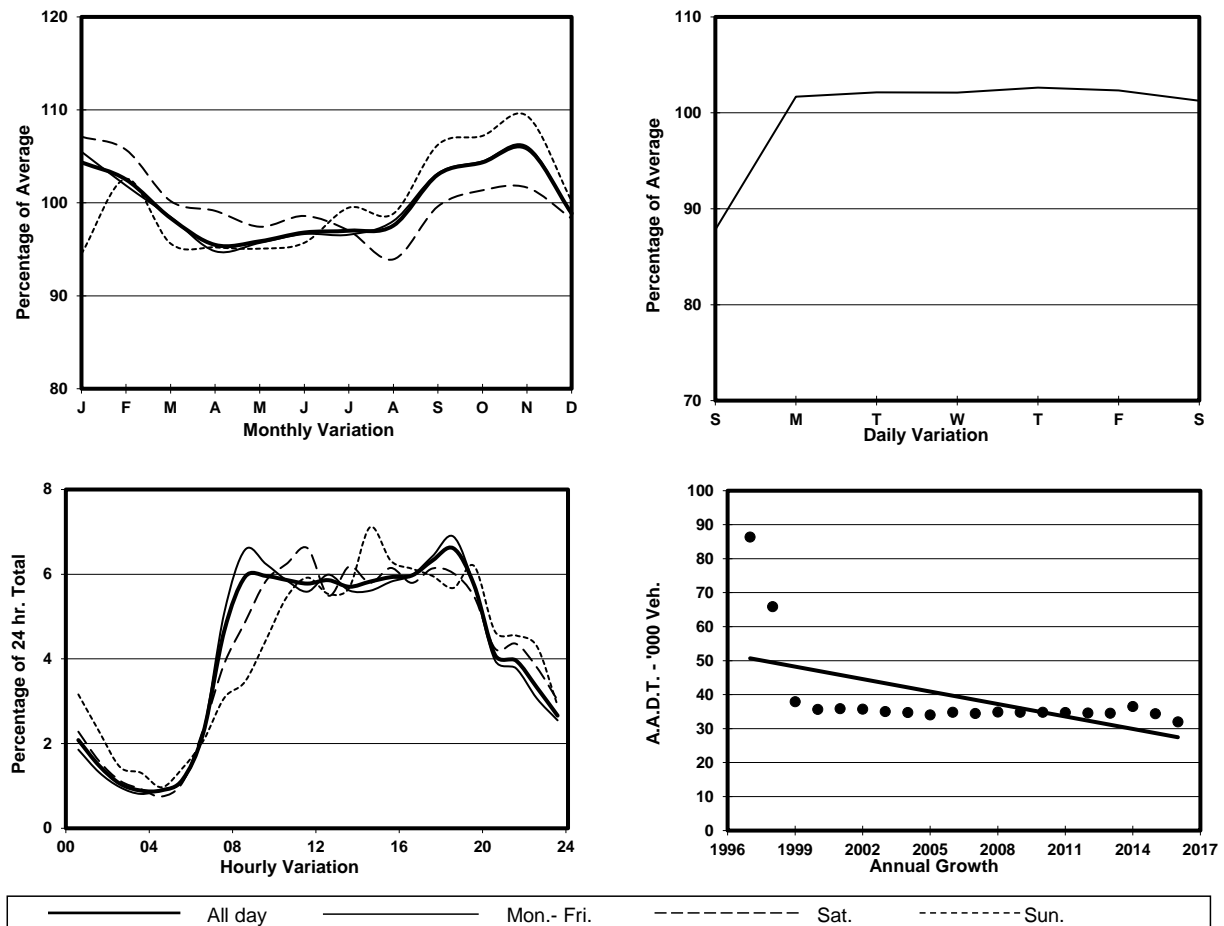 120
110
100
90
80
Percentage of Average
J F M A M J J A S O N D
Monthly Variation
110
100
90
80
70
Percentage of Average
S M T W T F S
Daily Variation
8
6
4
2
0
Percentage of 24 hr. Total
00 04 08 12 16 20 24
Hourly Variation
100
90
80
70
60
50
40
30
20
10
0
A.A.D.T. - '000 Veh.
1996 1999 2002 2005 2008 2011 2014 2017
Annual Growth
All day Mon.- Fri. Sat. Sun.